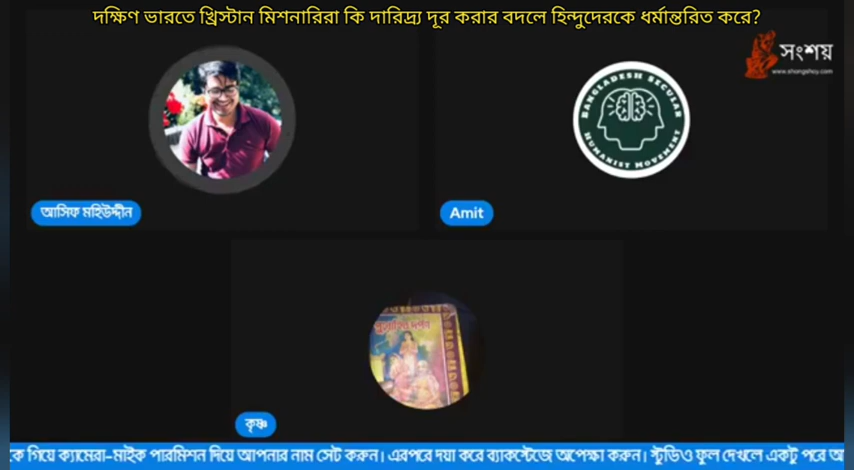 দক্ষিণ ভারতে খ্রিস্টান মিশনারিরা কি দারিদ্র্য দূর করার বদলে হিন্দুদেরকে ধর্মান্তরিত করে?
সংশয়
www.shongshoy.com
BANGLADESH SECULAR
HUMANIST MOVEMENT
আসিফ মহিউদ্দীন
Amit
কৃষ্ণ
কে গিয়ে ক্যামেরা-মাইক পারমিশন দিয়ে আপনার নাম সেট করুন। এরপরে দয়া করে ব্যাকস্টেজে অপেক্ষা করুন। স্টুডিও ফুল দেখলে একটু পরে